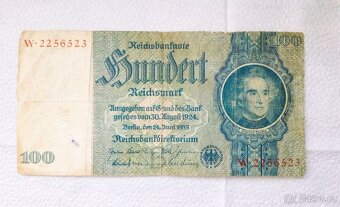 W·2256523
Reichsbanknote
100
Hundert
Reichsmark
Ausgegeben auf Grund des Bank
gesetzes vom 30. August 1924
Berlin, den 24. Juni 1935
Reichsbankdirektorium
W·2256523
100